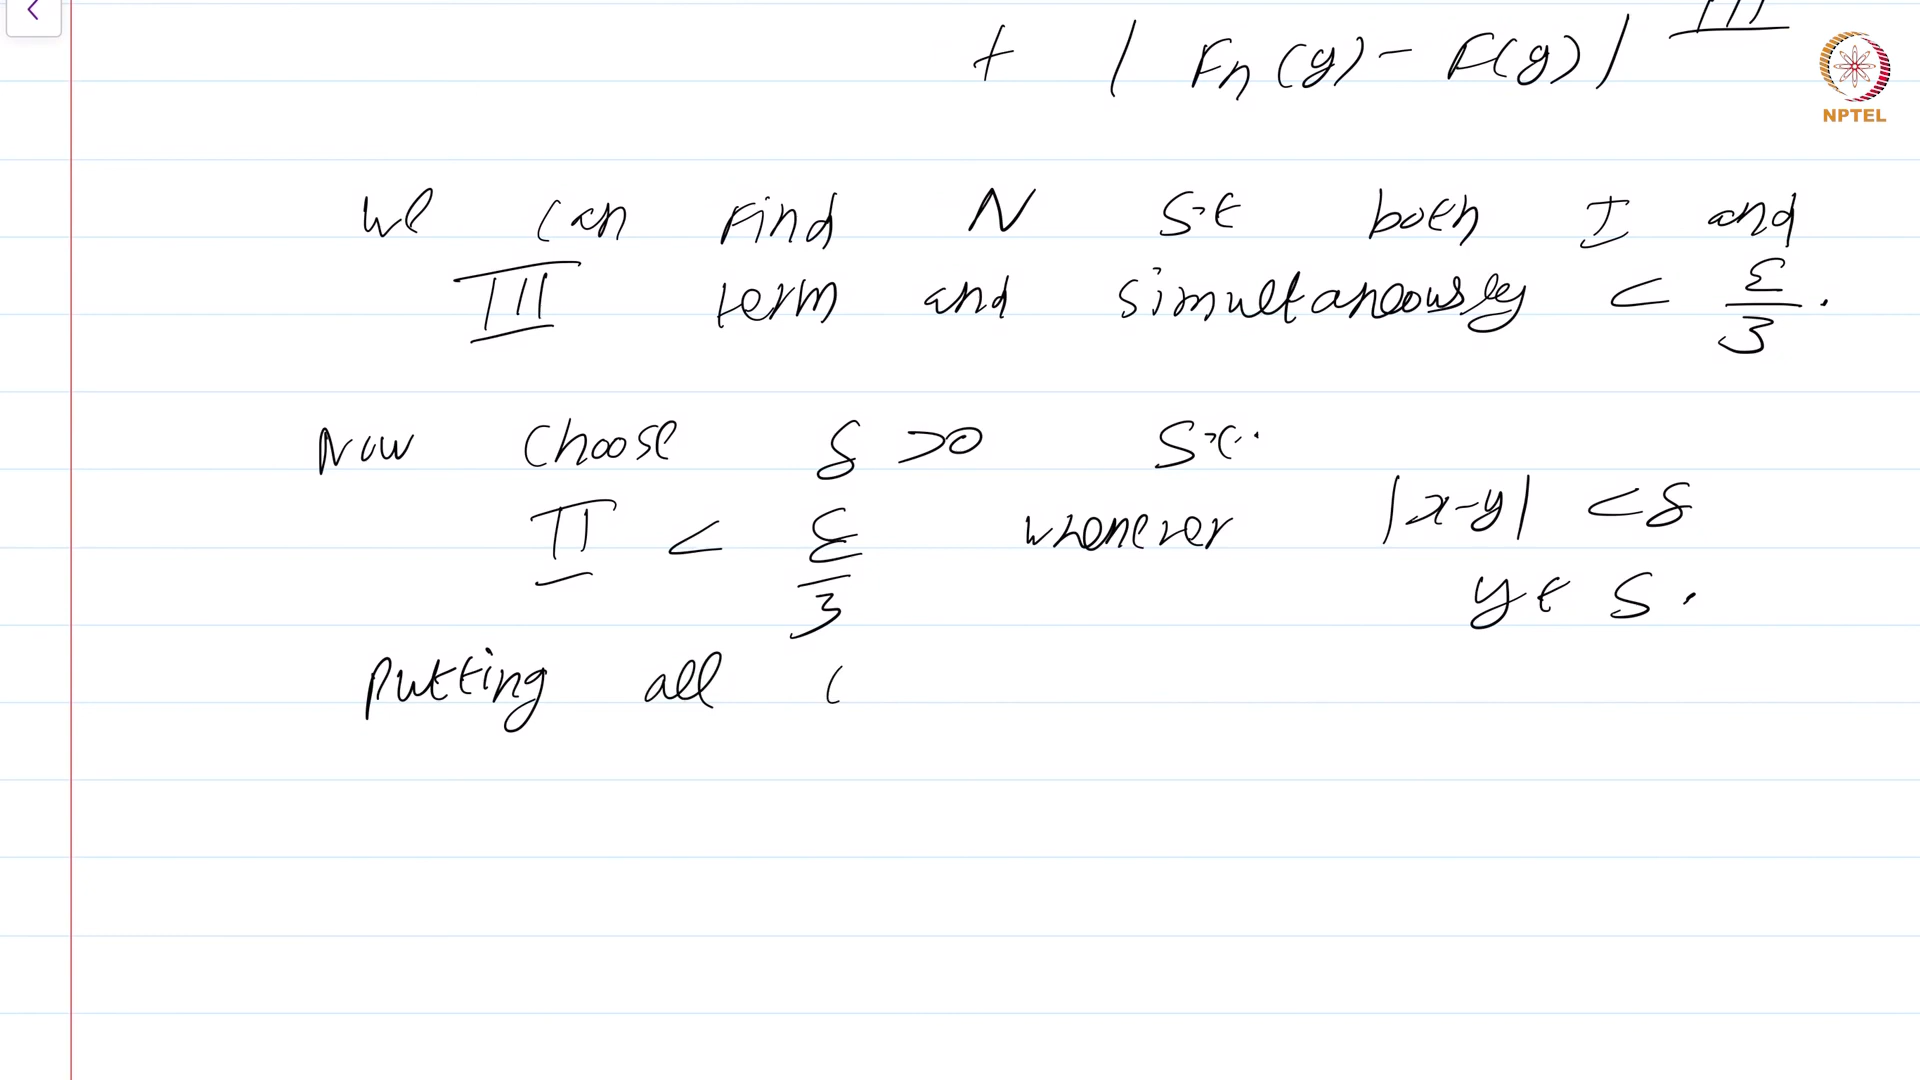 III
+ | Fn(y) - F(y) |
NPTEL
we can find N s.t both I and
III term and simultaneously < ε/3.
Now choose δ > 0 s.t.
II < ε/3 whenever |x-y| < δ
y ∈ S.
Putting all (